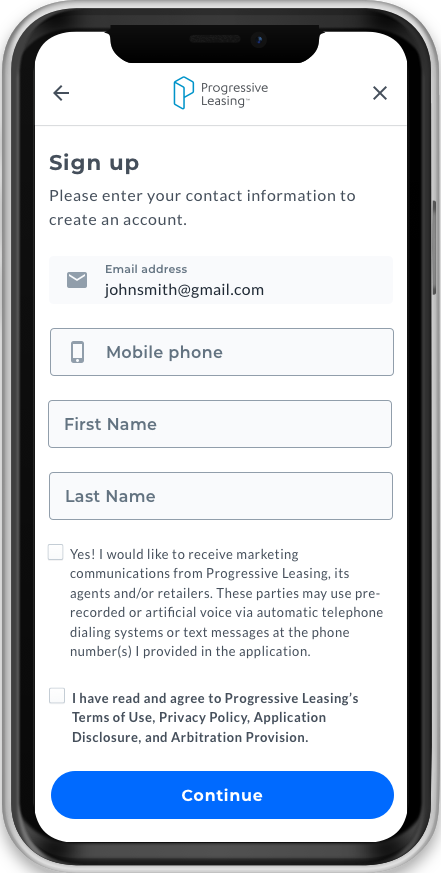 Progressive
Leasing™
Sign up
Please enter your contact information to
create an account.
Email address
johnsmith@gmail.com
Mobile phone
First Name
Last Name
Yes! I would like to receive marketing
communications from Progressive Leasing, its
agents and/or retailers. These parties may use pre-
recorded or artificial voice via automatic telephone
dialing systems or text messages at the phone
number(s) I provided in the application.
I have read and agree to Progressive Leasing’s
Terms of Use, Privacy Policy, Application
Disclosure, and Arbitration Provision.
Continue